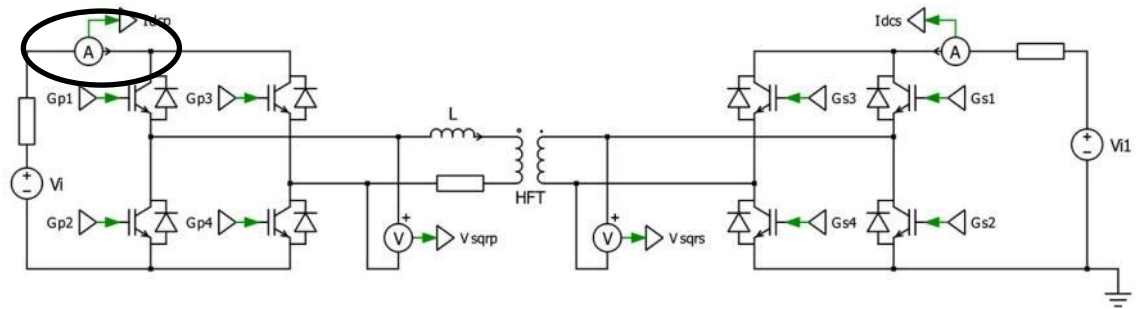 Idcp
Idcs
A
A
Gp1
Gp3
L
Gs3
Gs1
+
Vi
HFT
+
Vi1
Gp2
Gp4
+
V
Vsqrp
+
V
Vsqrs
Gs4
Gs2